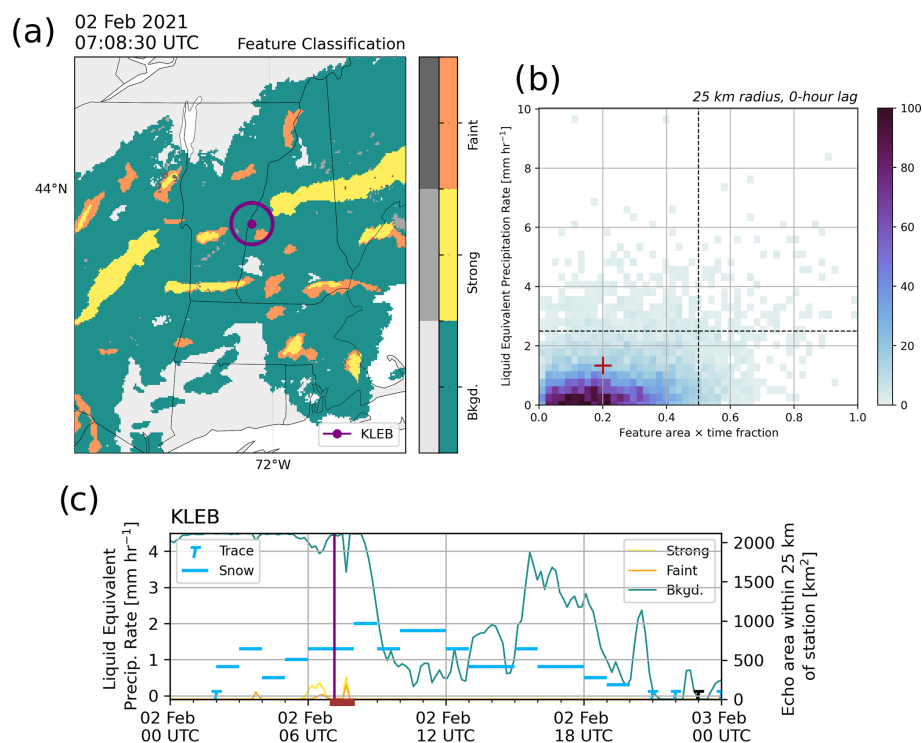 (a)
02 Feb 2021
07:08:30 UTC
Feature Classification
44°N
72°W
KLEB
Faint
Strong
Bkgd.
(b)
25 km radius, 0-hour lag
Liquid Equivalent Precipitation Rate [mm hr⁻¹]
10
8
6
4
2
0
0.0
0.2
0.4
0.6
0.8
1.0
Feature area × time fraction
100
80
60
40
20
0
(c)
KLEB
Liquid Equivalent
Precip. Rate [mm hr⁻¹]
4
3
2
1
0
T Trace
Snow
Strong
Faint
Bkgd.
T
T
T
T
T
2000
1500
1000
500
0
Echo area within 25 km
of station [km²]
02 Feb
00 UTC
02 Feb
06 UTC
02 Feb
12 UTC
02 Feb
18 UTC
03 Feb
00 UTC